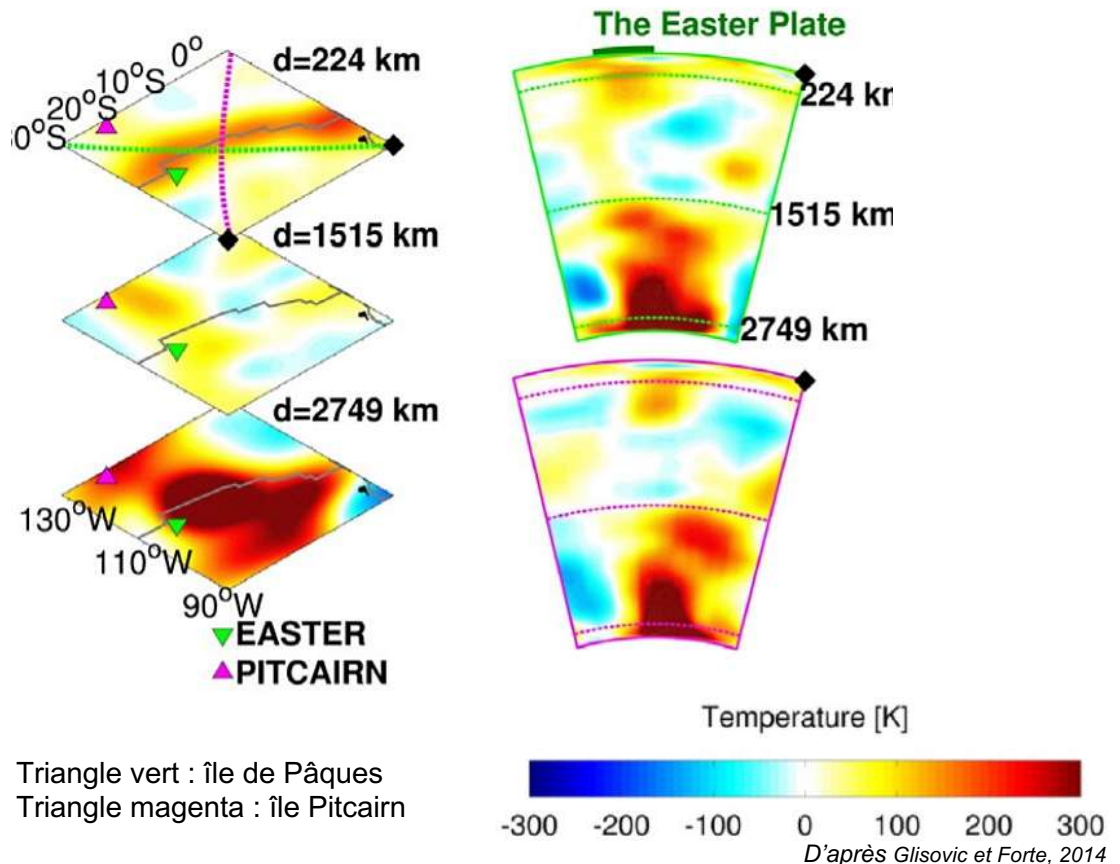 The Easter Plate
0°
10°S
20°S
0°S
d=224 km
224 kr
1515 km
2749 km
d=1515 km
d=2749 km
130°W
110°W
90°W
EASTER
PITCAIRN
Temperature [K]
-300 -200 -100 0 100 200 300
Triangle vert : île de Pâques
Triangle magenta : île Pitcairn
D'après Glisovic et Forte, 2014